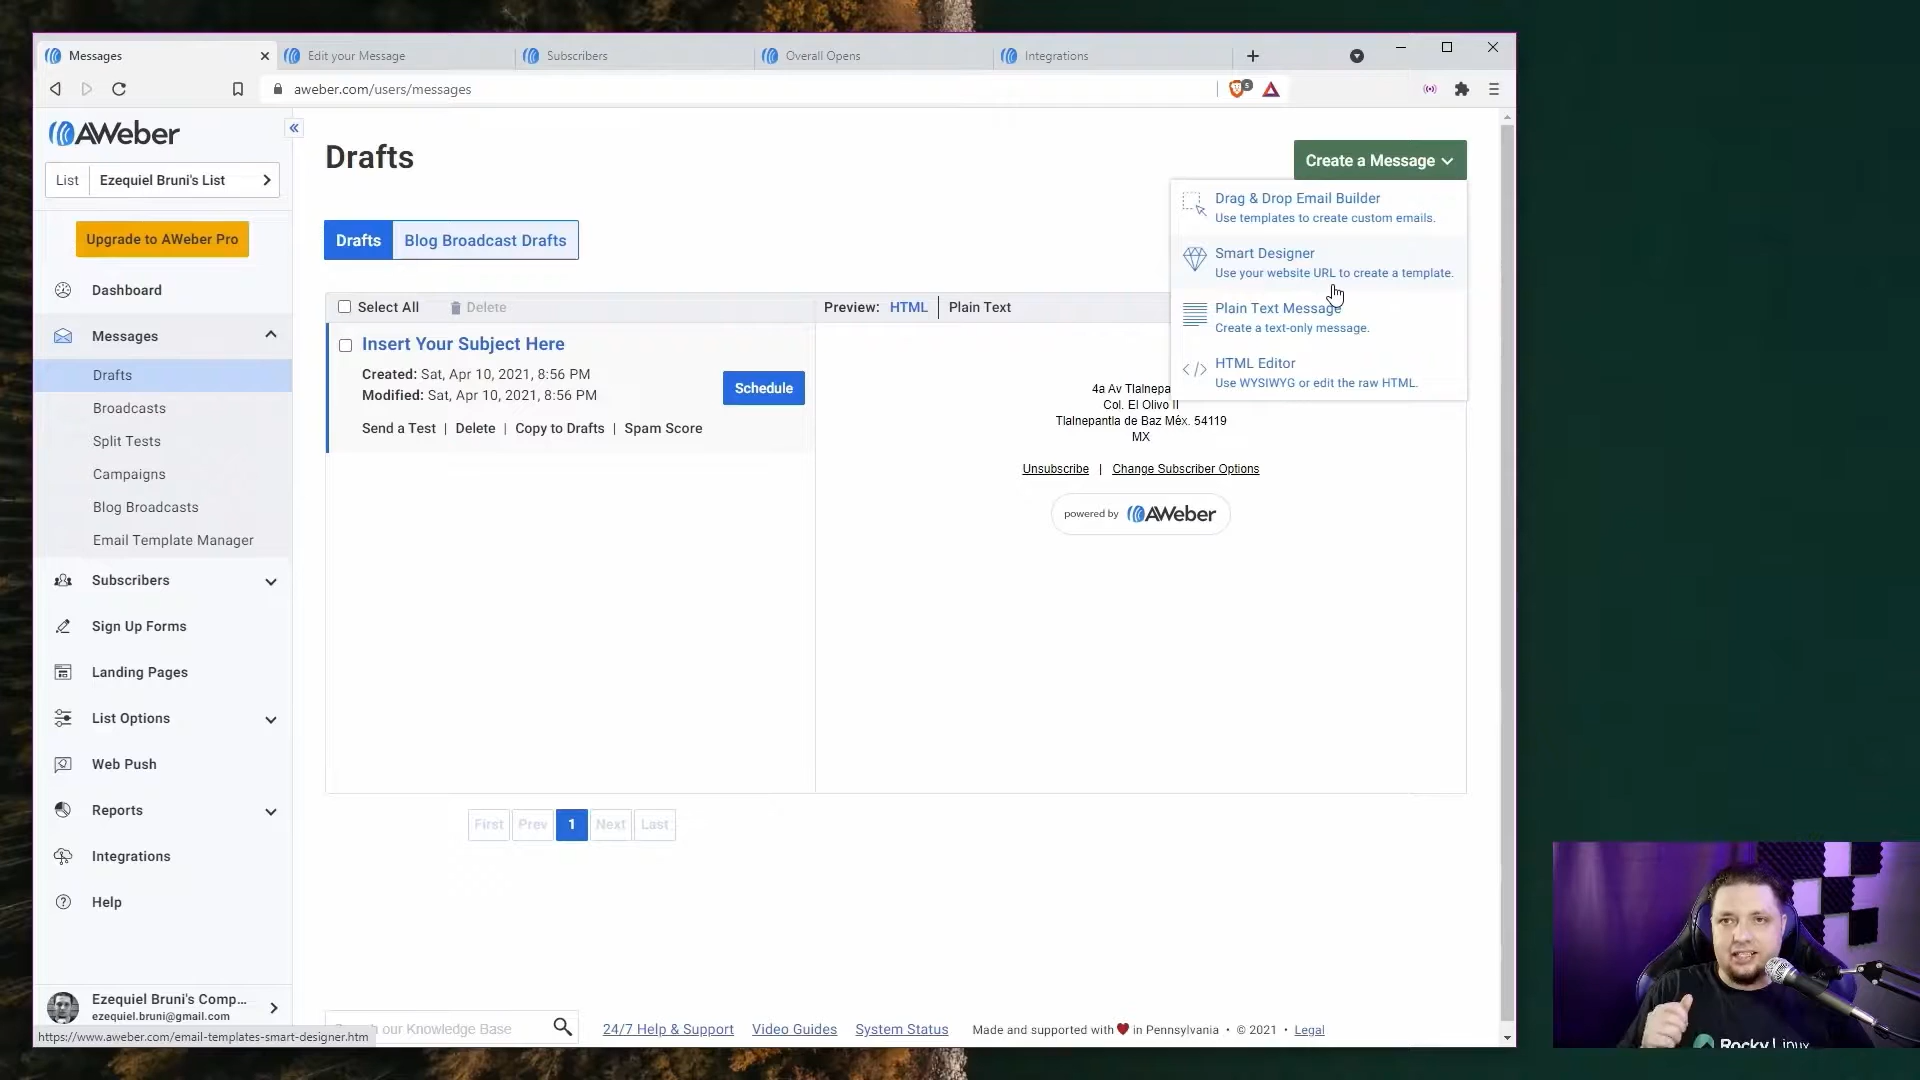 Messages
Edit your Message
Subscribers
Overall Opens
Integrations
aweber.com/users/messages
5
AWeber
List
Ezequiel Bruni's List
Upgrade to AWeber Pro
Dashboard
Messages
Drafts
Broadcasts
Split Tests
Campaigns
Blog Broadcasts
Email Template Manager
Subscribers
Sign Up Forms
Landing Pages
List Options
Web Push
Reports
Integrations
Help
Ezequiel Bruni's Comp...
ezequiel.bruni@gmail.com
https://www.aweber.com/email-templates-smart-designer.htm
Drafts
Create a Message
Drag & Drop Email Builder
Use templates to create custom emails.
Smart Designer
Use your website URL to create a template.
Plain Text Message
Create a text-only message.
HTML Editor
Use WYSIWYG or edit the raw HTML.
Drafts
Blog Broadcast Drafts
Select All
Delete
Preview: HTML | Plain Text
Insert Your Subject Here
Created: Sat, Apr 10, 2021, 8:56 PM
Modified: Sat, Apr 10, 2021, 8:56 PM
Schedule
Send a Test | Delete | Copy to Drafts | Spam Score
4a Av Tlalnepa
Col. El Olivo II
Tlalnepantla de Baz Méx. 54119
MX
Unsubscribe | Change Subscriber Options
powered by AWeber
First Prev 1 Next Last
our Knowledge Base
24/7 Help & Support
Video Guides
System Status
Made and supported with ❤ in Pennsylvania • © 2021 • Legal
Rocky Linux